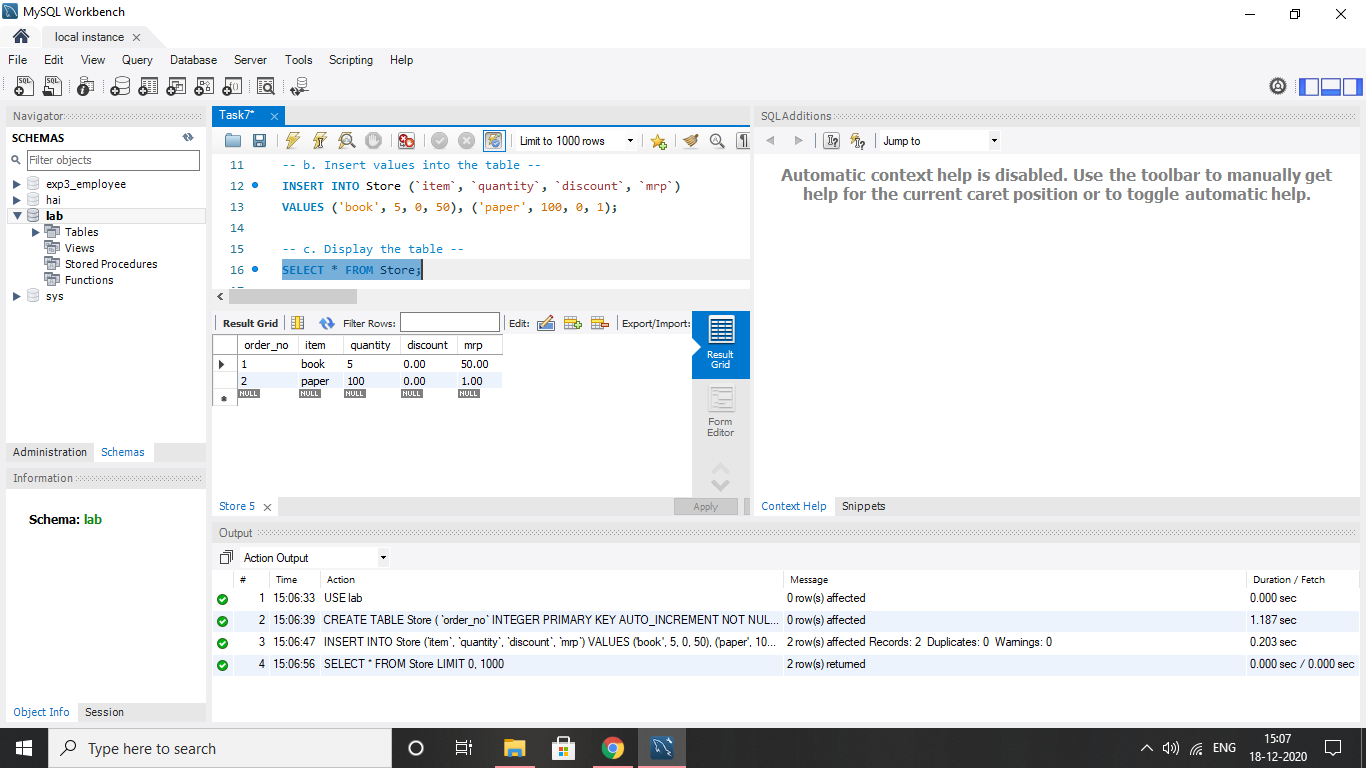 MySQL Workbench
local instance
File Edit View Query Database Server Tools Scripting Help
Navigator
SCHEMAS
Filter objects
exp3_employee
hai
lab
Tables
Views
Stored Procedures
Functions
sys
Administration Schemas
Information
Schema: lab
Object Info Session
Task7*
Limit to 1000 rows
11 -- b. Insert values into the table --
12 INSERT INTO Store (`item`, `quantity`, `discount`, `mrp`)
13 VALUES ('book', 5, 0, 50), ('paper', 100, 0, 1);
14
15 -- c. Display the table --
16 SELECT * FROM Store;
Result Grid Filter Rows: Edit: Export/Import:
order_no item quantity discount mrp
1 book 5 0.00 50.00
2 paper 100 0.00 1.00
NULL NULL NULL NULL NULL
Result
Grid
Form
Editor
Store 5
Apply
SQLAdditions
Jump to
Automatic context help is disabled. Use the toolbar to manually get
help for the current caret position or to toggle automatic help.
Context Help Snippets
Output
Action Output
# Time Action Message Duration / Fetch
1 15:06:33 USE lab 0 row(s) affected 0.000 sec
2 15:06:39 CREATE TABLE Store ( `order_no` INTEGER PRIMARY KEY AUTO_INCREMENT NOT NUL... 0 row(s) affected 1.187 sec
3 15:06:47 INSERT INTO Store (`item`, `quantity`, `discount`, `mrp`) VALUES ('book', 5, 0, 50), ('paper', 10... 2 row(s) affected Records: 2 Duplicates: 0 Warnings: 0 0.203 sec
4 15:06:56 SELECT * FROM Store LIMIT 0, 1000 2 row(s) returned 0.000 sec / 0.000 sec
Type here to search
ENG
15:07
18-12-2020